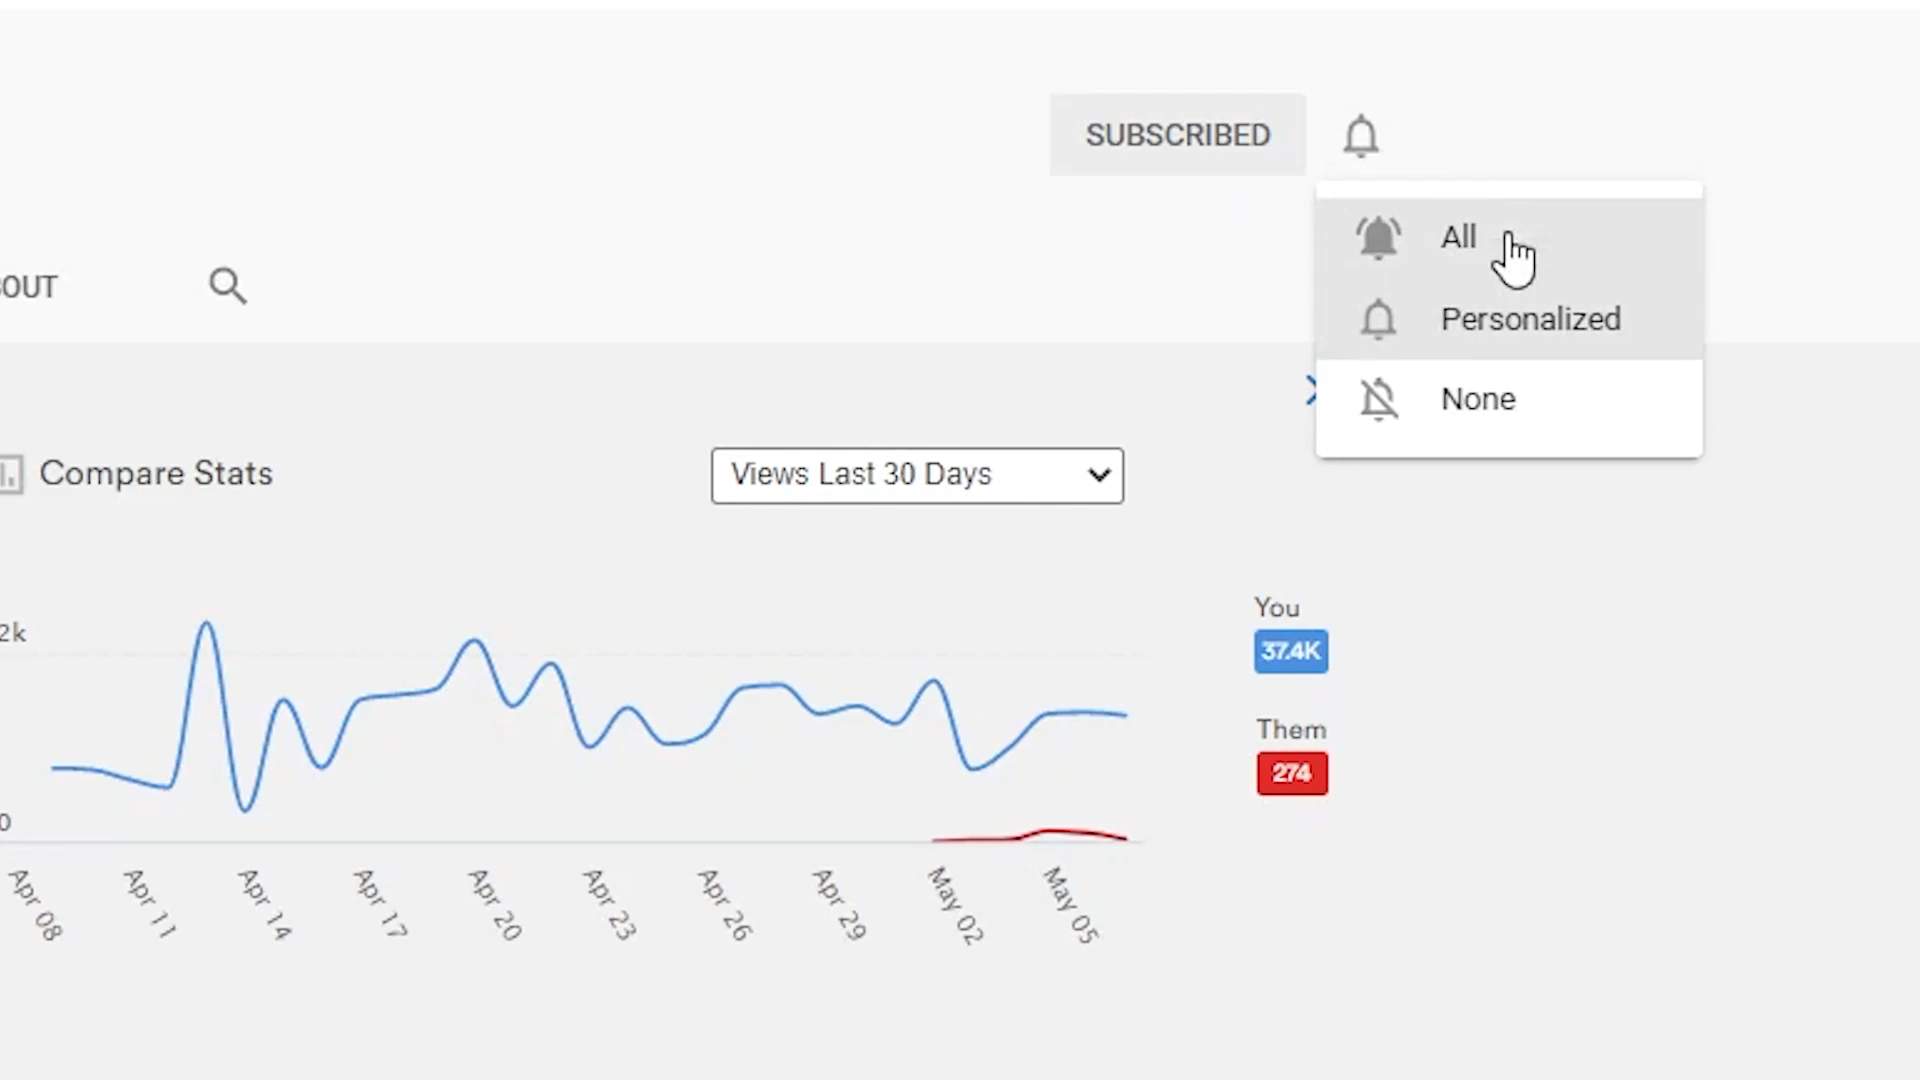 SUBSCRIBED
All
OUT
Personalized
None
Compare Stats
Views Last 30 Days
You
2k
37.4K
Them
274
0
Apr 08
Apr 11
Apr 14
Apr 17
Apr 20
Apr 23
Apr 26
Apr 29
May 02
May 05